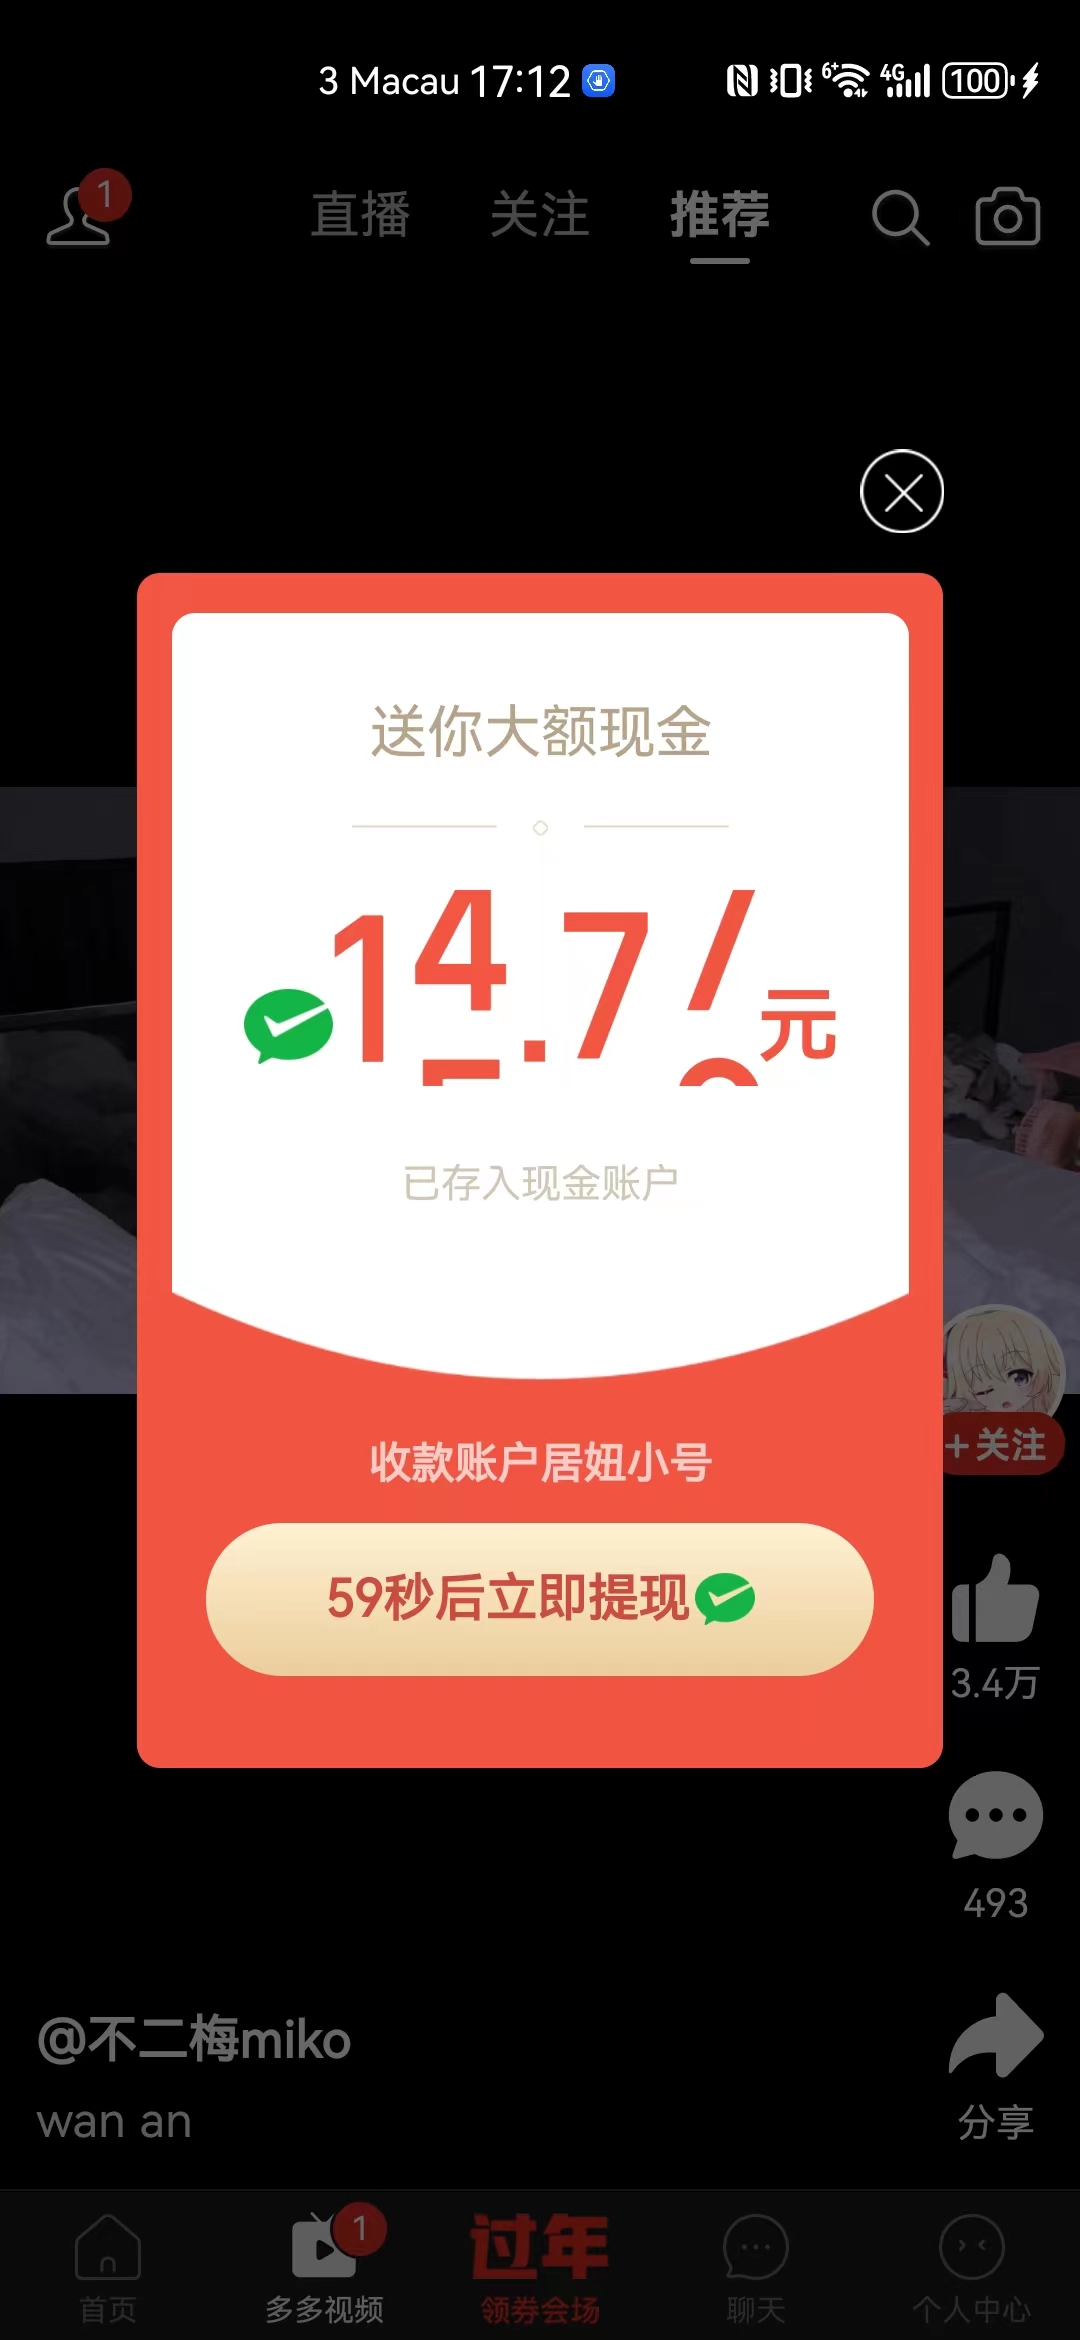 3 Macau 17:12
6+ 4G 100
1
直播 关注 推荐
送你大额现金
元
已存入现金账户
收款账户居妞小号
59秒后立即提现
+关注
3.4万
493
@不二梅miko
wan an
分享
1
过年
首页 多多视频 领券会场 聊天 个人中心